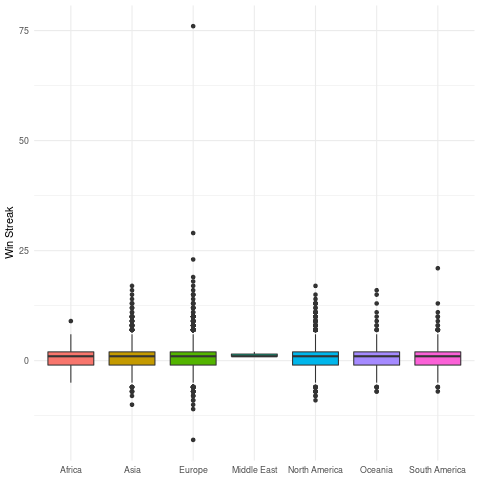 75
50
25
0
Win Streak
Africa
Asia
Europe
Middle East
North America
Oceania
South America